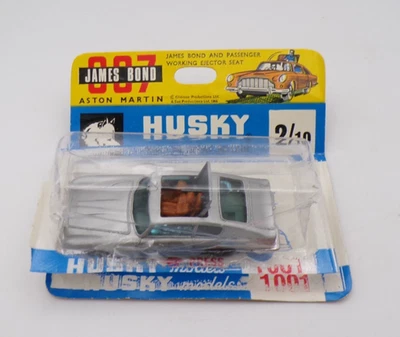 007
JAMES BOND
ASTON MARTIN
JAMES BOND AND PASSENGER
WORKING EJECTOR SEAT
HUSKY 2/10
HUSKY models 1001
HUSKY models 1001